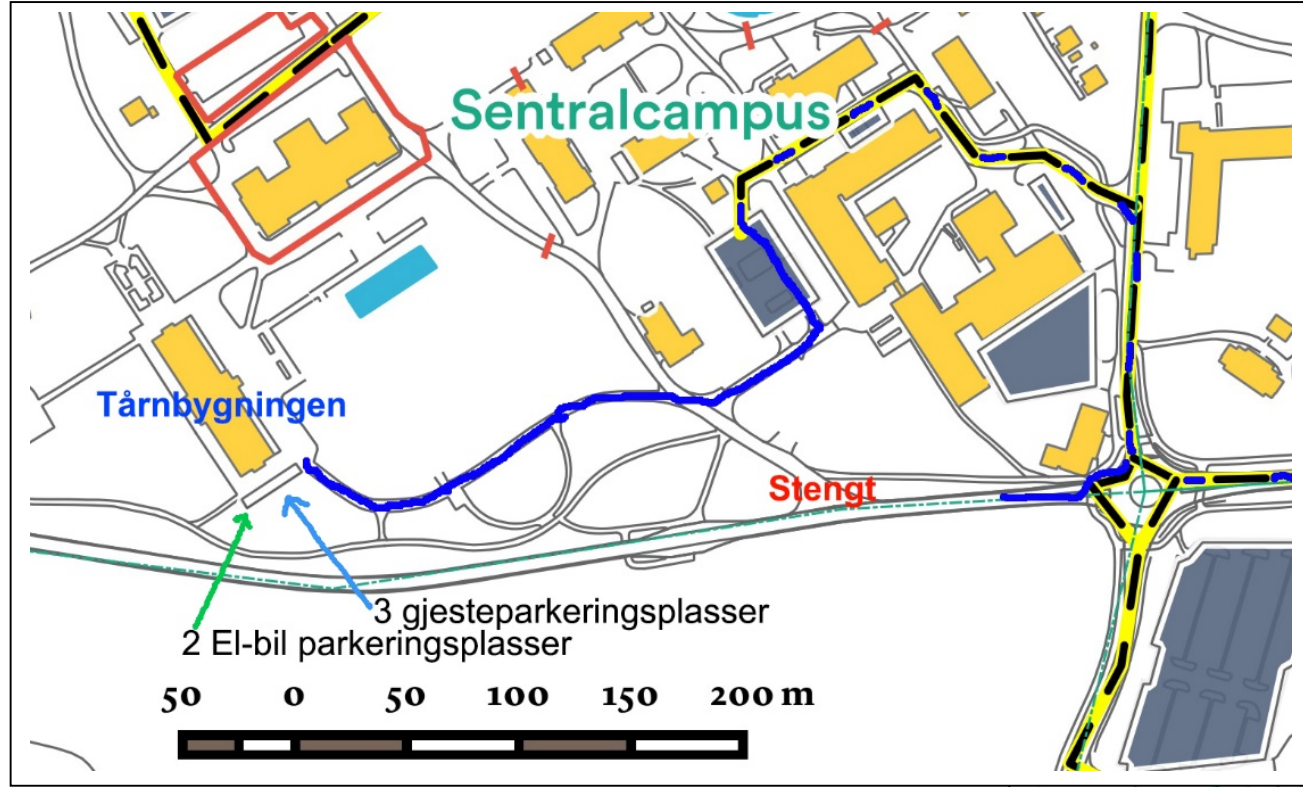 Sentralcampus
Tårnbygningen
Stengt
3 gjesteparkeringsplasser
2 El-bil parkeringsplasser
50 0 50 100 150 200 m